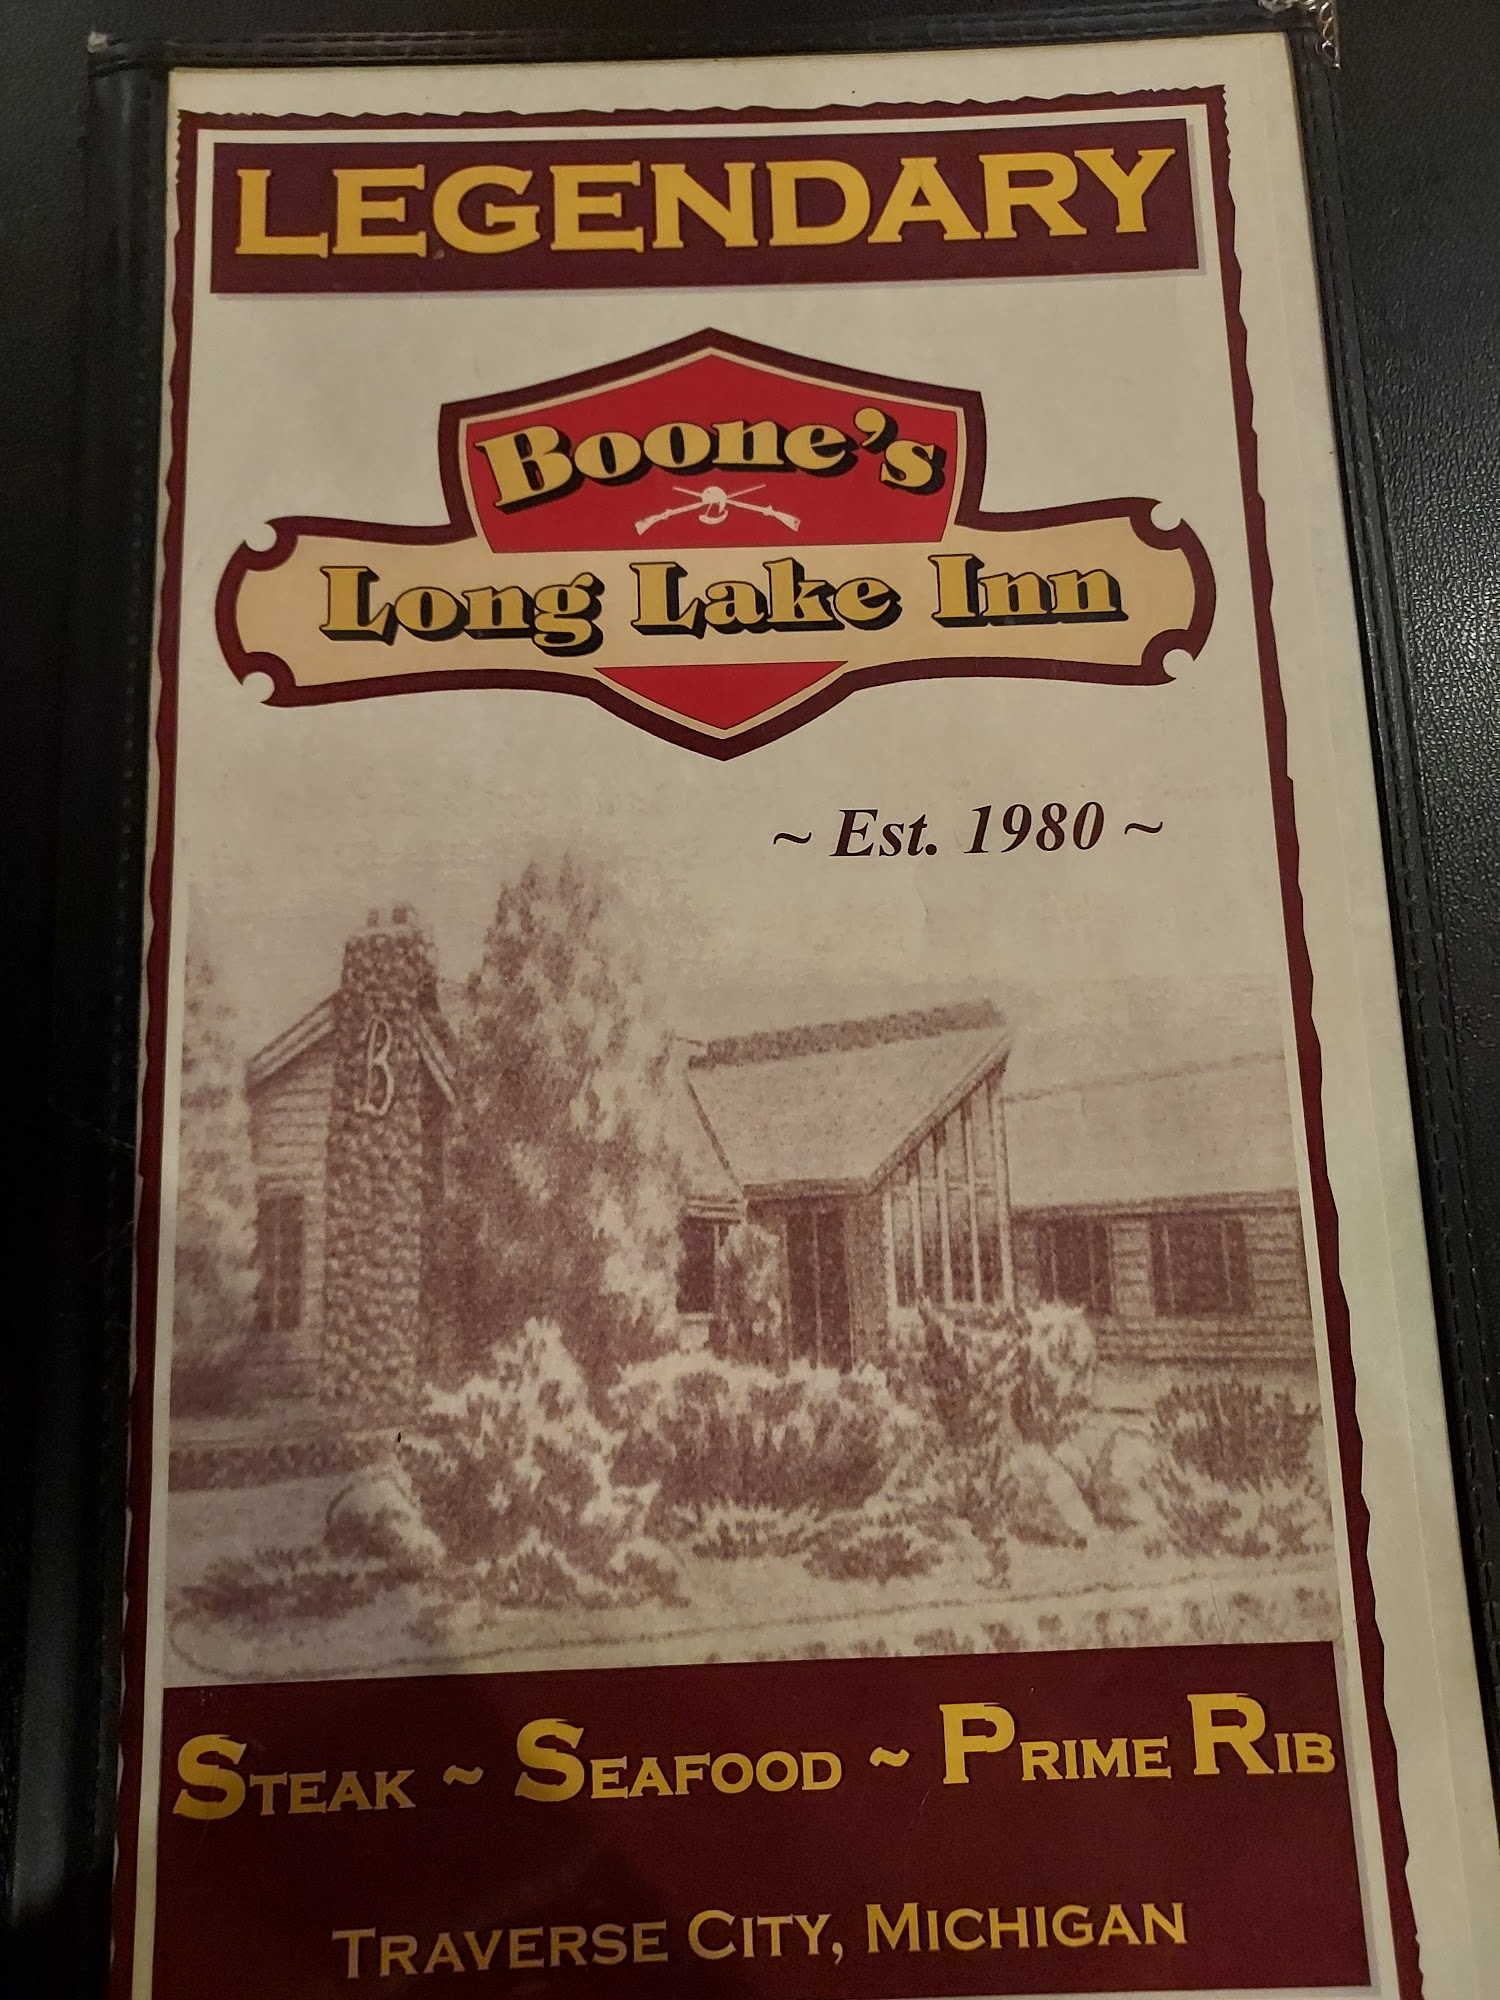 LEGENDARY
Boone's
Long Lake Inn
~ Est. 1980 ~
B
STEAK ~ SEAFOOD ~ PRIME RIB
TRAVERSE CITY, MICHIGAN